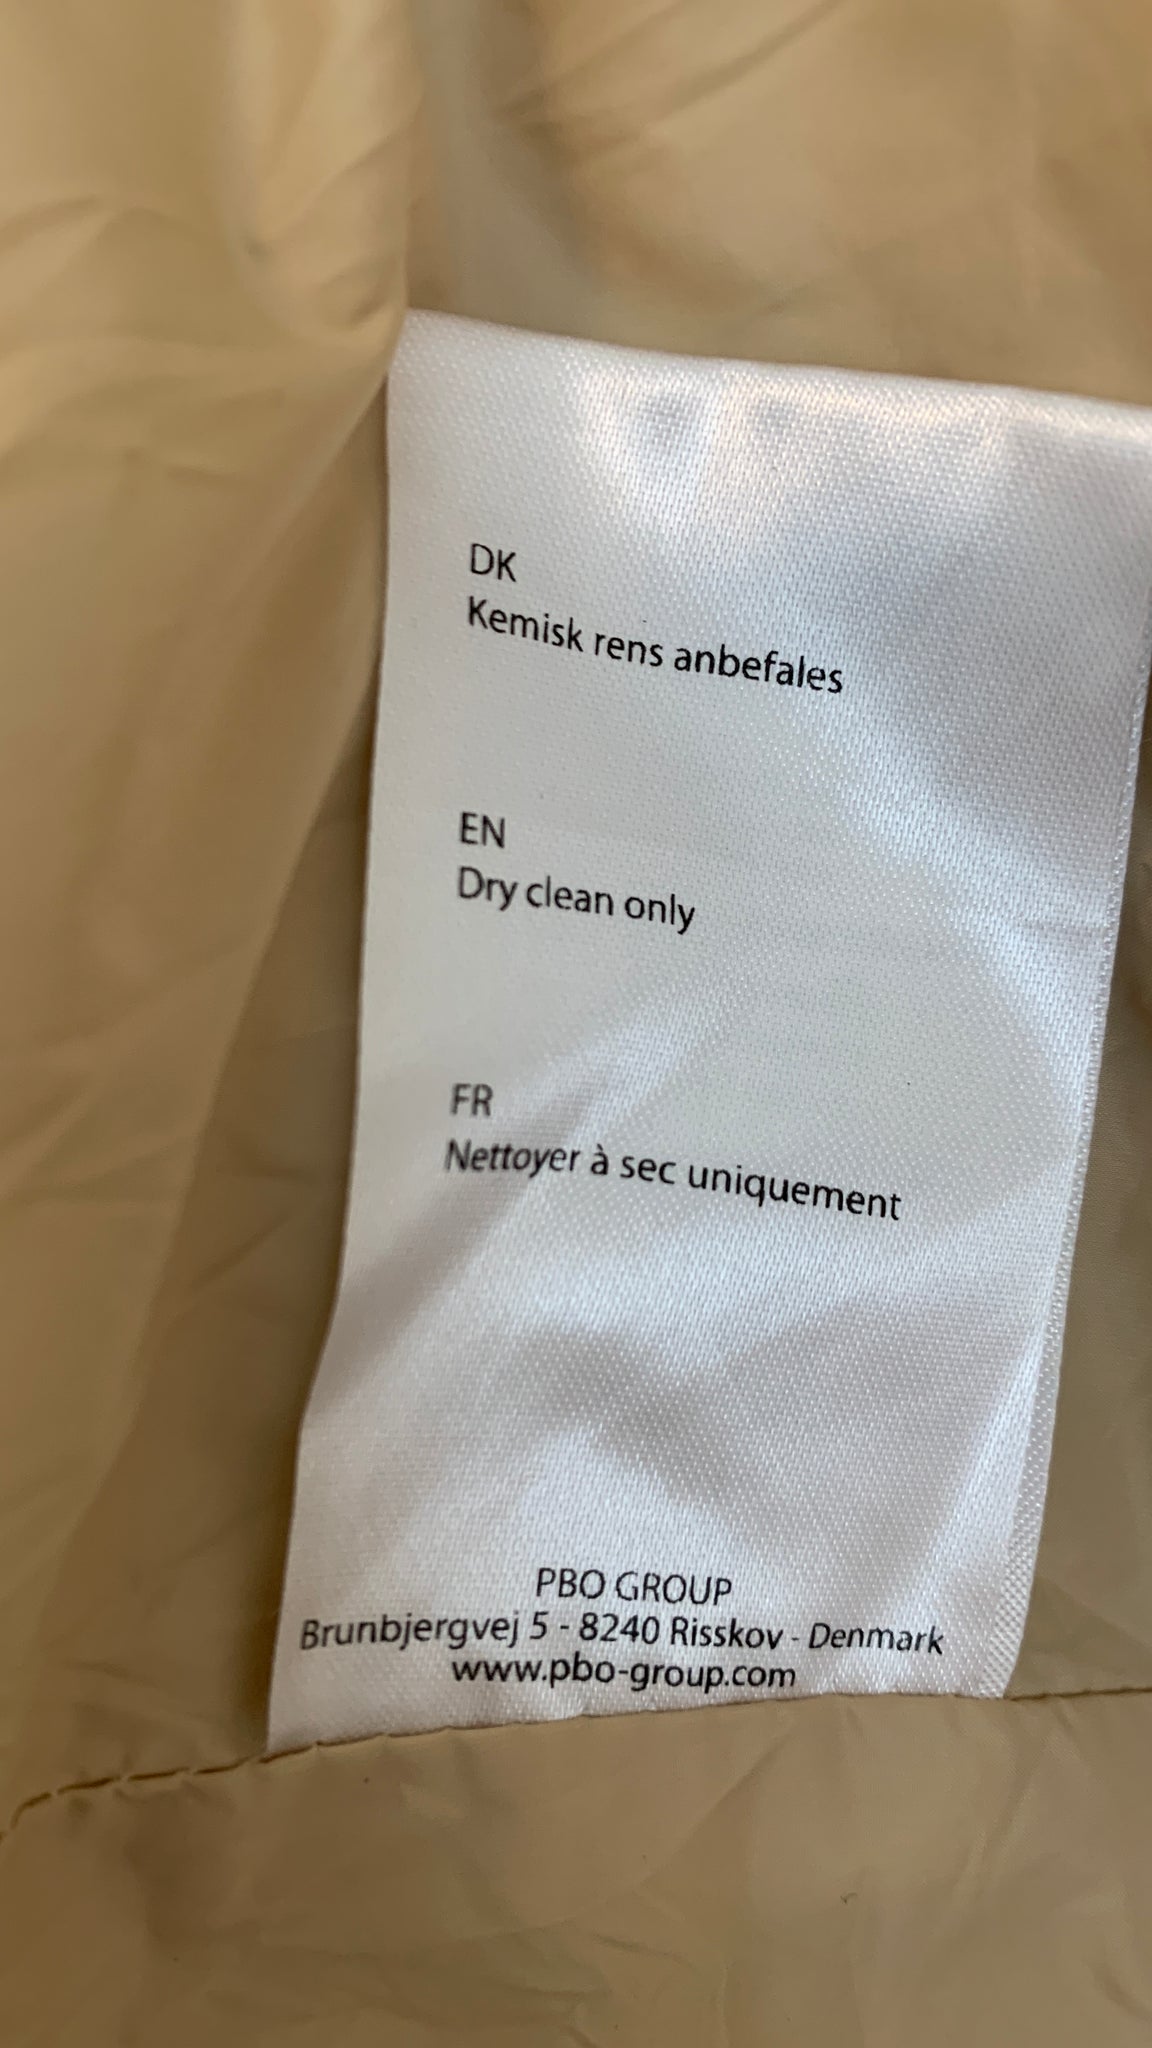 DK
Kemisk rens anbefales
EN
Dry clean only
FR
Nettoyer à sec uniquement
PBO GROUP
Brunbjergvej 5 - 8240 Risskov - Denmark
www.pbo-group.com